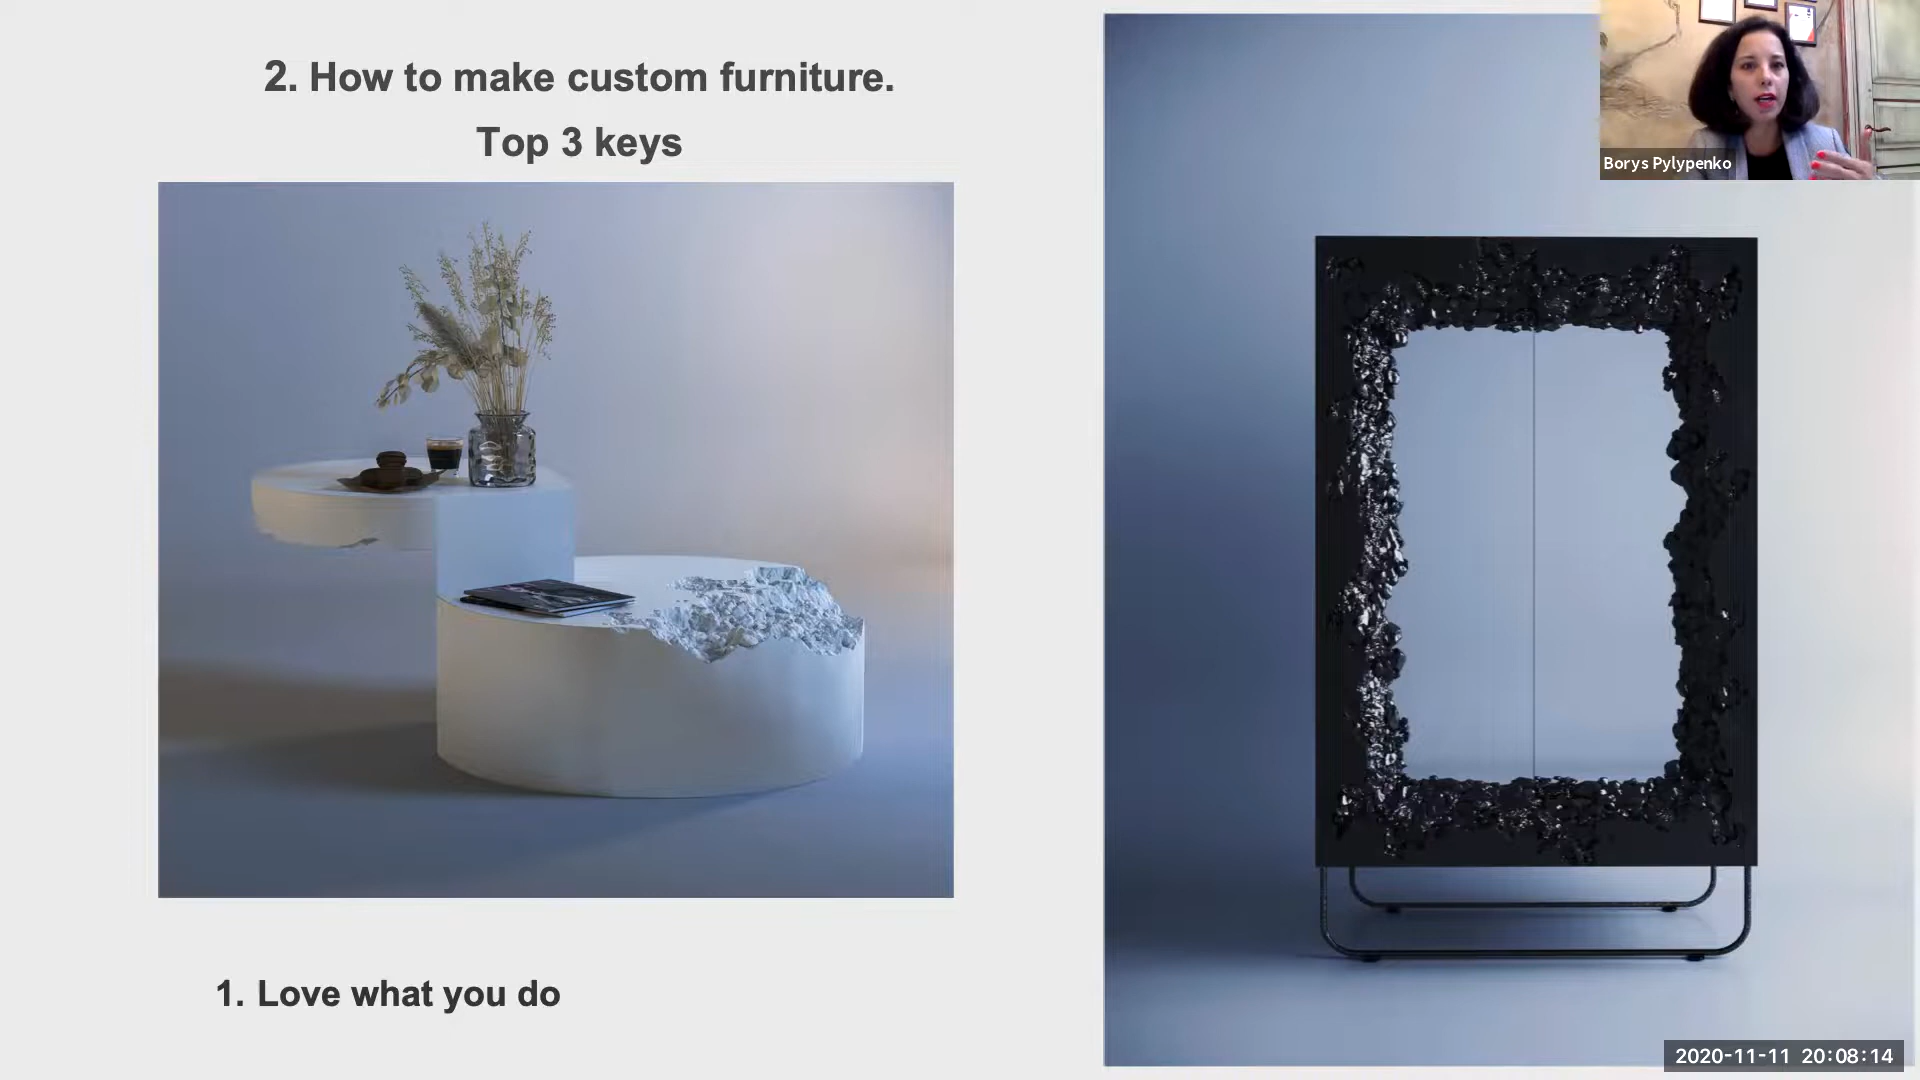 2. How to make custom furniture.
Top 3 keys
Borys Pylypenko
1. Love what you do
2020-11-11 20:08:14